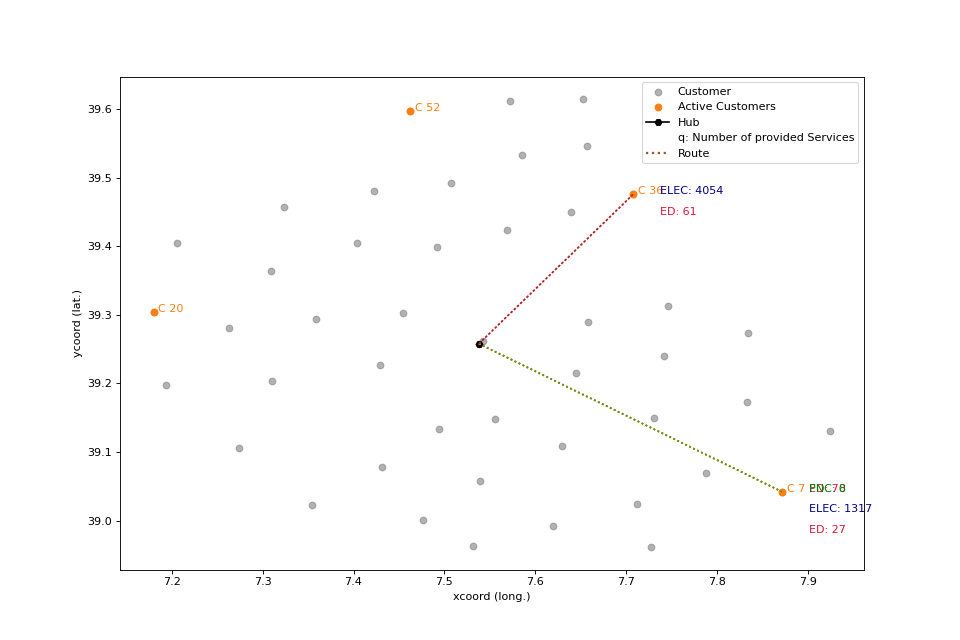 Customer
Active Customers
Hub
q: Number of provided Services
Route
C 52
C 36
ELEC: 4054
ED: 61
C 20
C 7
ELEC: 1317
ED: 27
39.6
39.5
39.4
39.3
39.2
39.1
39.0
ycoord (lat.)
7.2 7.3 7.4 7.5 7.6 7.7 7.8 7.9
xcoord (long.)